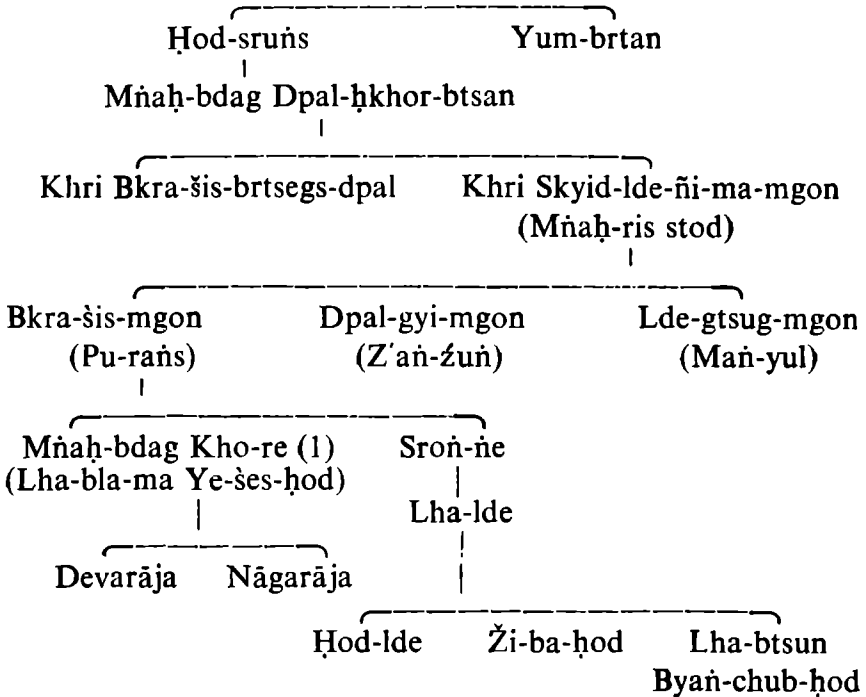 Ḥod-sruṅs Yum-brtan
Mṅaḥ-bdag Dpal-ḥkhor-btsan
Khri Bkra-šis-brtsegs-dpal Khri Skyid-lde-ñi-ma-mgon
(Mṅaḥ-ris stod)
Bkra-s̀is-mgon Dpal-gyi-mgon Lde-gtsug-mgon
(Pu-raṅs) (Z'aṅ-źuṅ) (Maṅ-yul)
Mṅaḥ-bdag Kho-re (1) Sroṅ-ṅe
(Lha-bla-ma Ye-s̀es-ḥod)
Lha-lde
Devarāja Nāgarāja
Ḥod-lde Ži-ba-ḥod Lha-btsun
Byaṅ-chub-ḥod